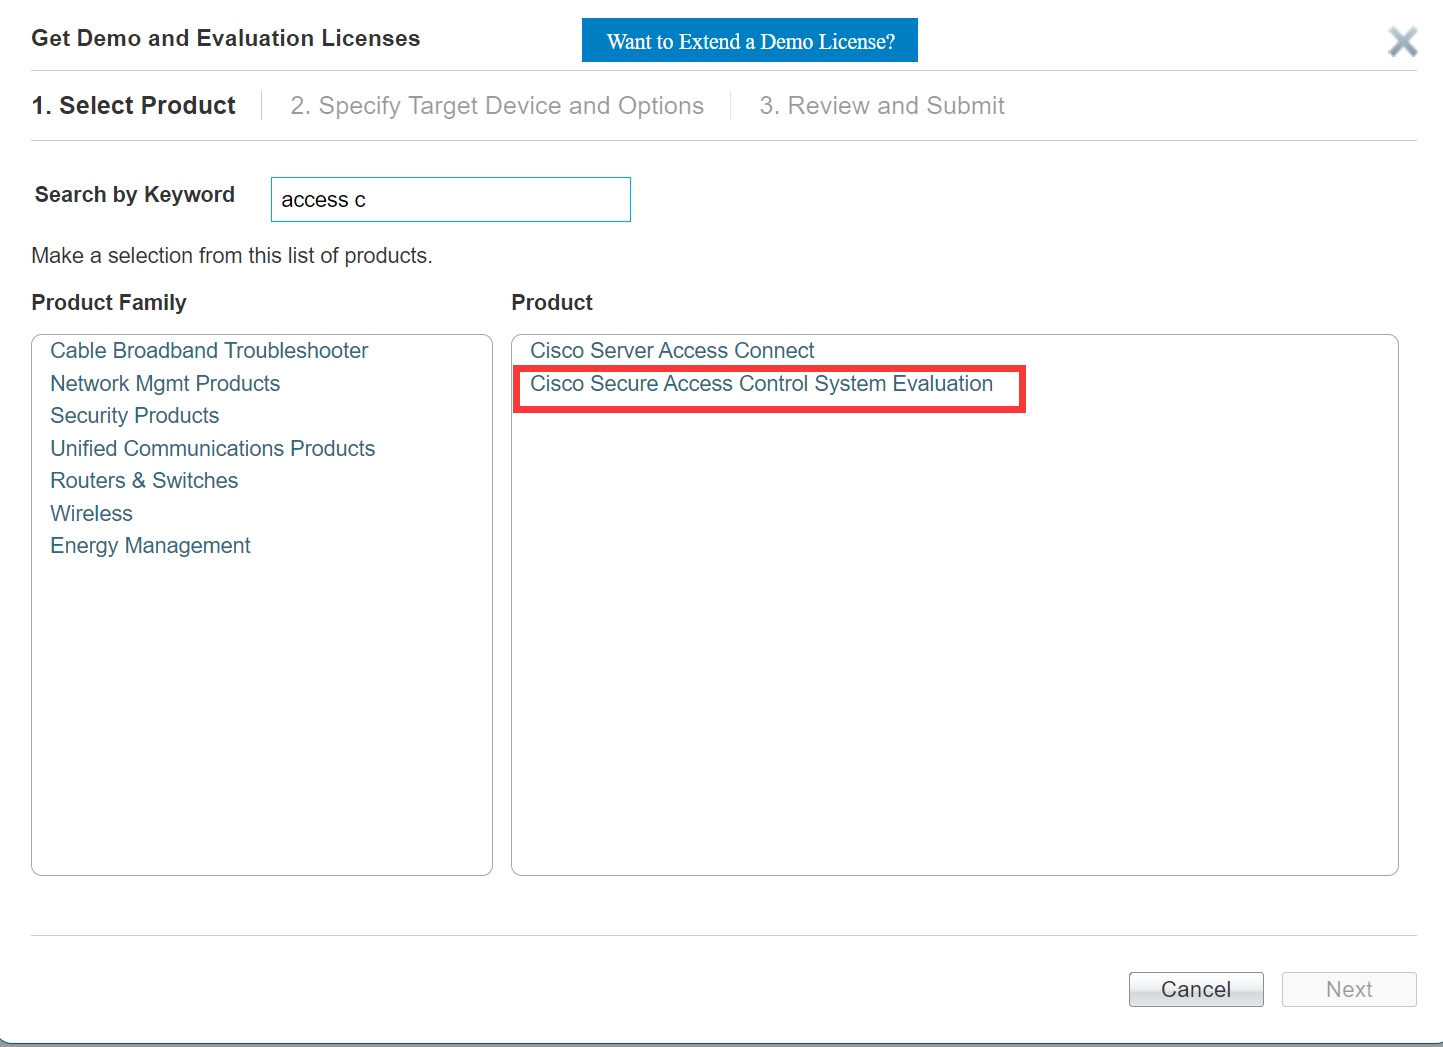 Get Demo and Evaluation Licenses
Want to Extend a Demo License?
1. Select Product
2. Specify Target Device and Options
3. Review and Submit
Search by Keyword
access c
Make a selection from this list of products.
Product Family
Cable Broadband Troubleshooter
Network Mgmt Products
Security Products
Unified Communications Products
Routers & Switches
Wireless
Energy Management
Product
Cisco Server Access Connect
Cisco Secure Access Control System Evaluation
Cancel
Next